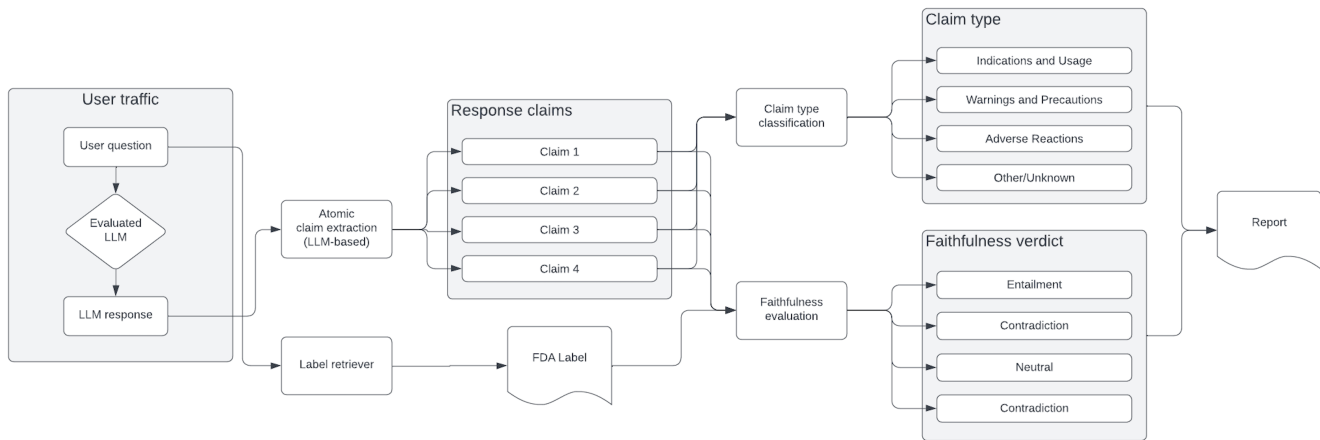 User traffic
User question
Evaluated
LLM
LLM response
Atomic
claim extraction
(LLM-based)
Label retriever
Response claims
Claim 1
Claim 2
Claim 3
Claim 4
FDA Label
Claim type
classification
Faithfulness
evaluation
Claim type
Indications and Usage
Warnings and Precautions
Adverse Reactions
Other/Unknown
Faithfulness verdict
Entailment
Contradiction
Neutral
Contradiction
Report